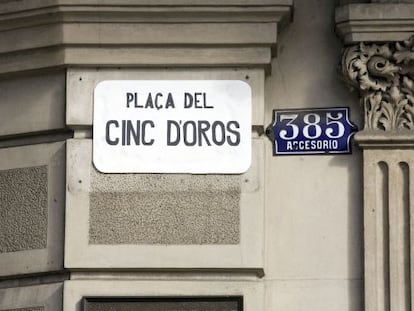 PLAÇA DEL
CINC D'OROS
385
ACCESORIO